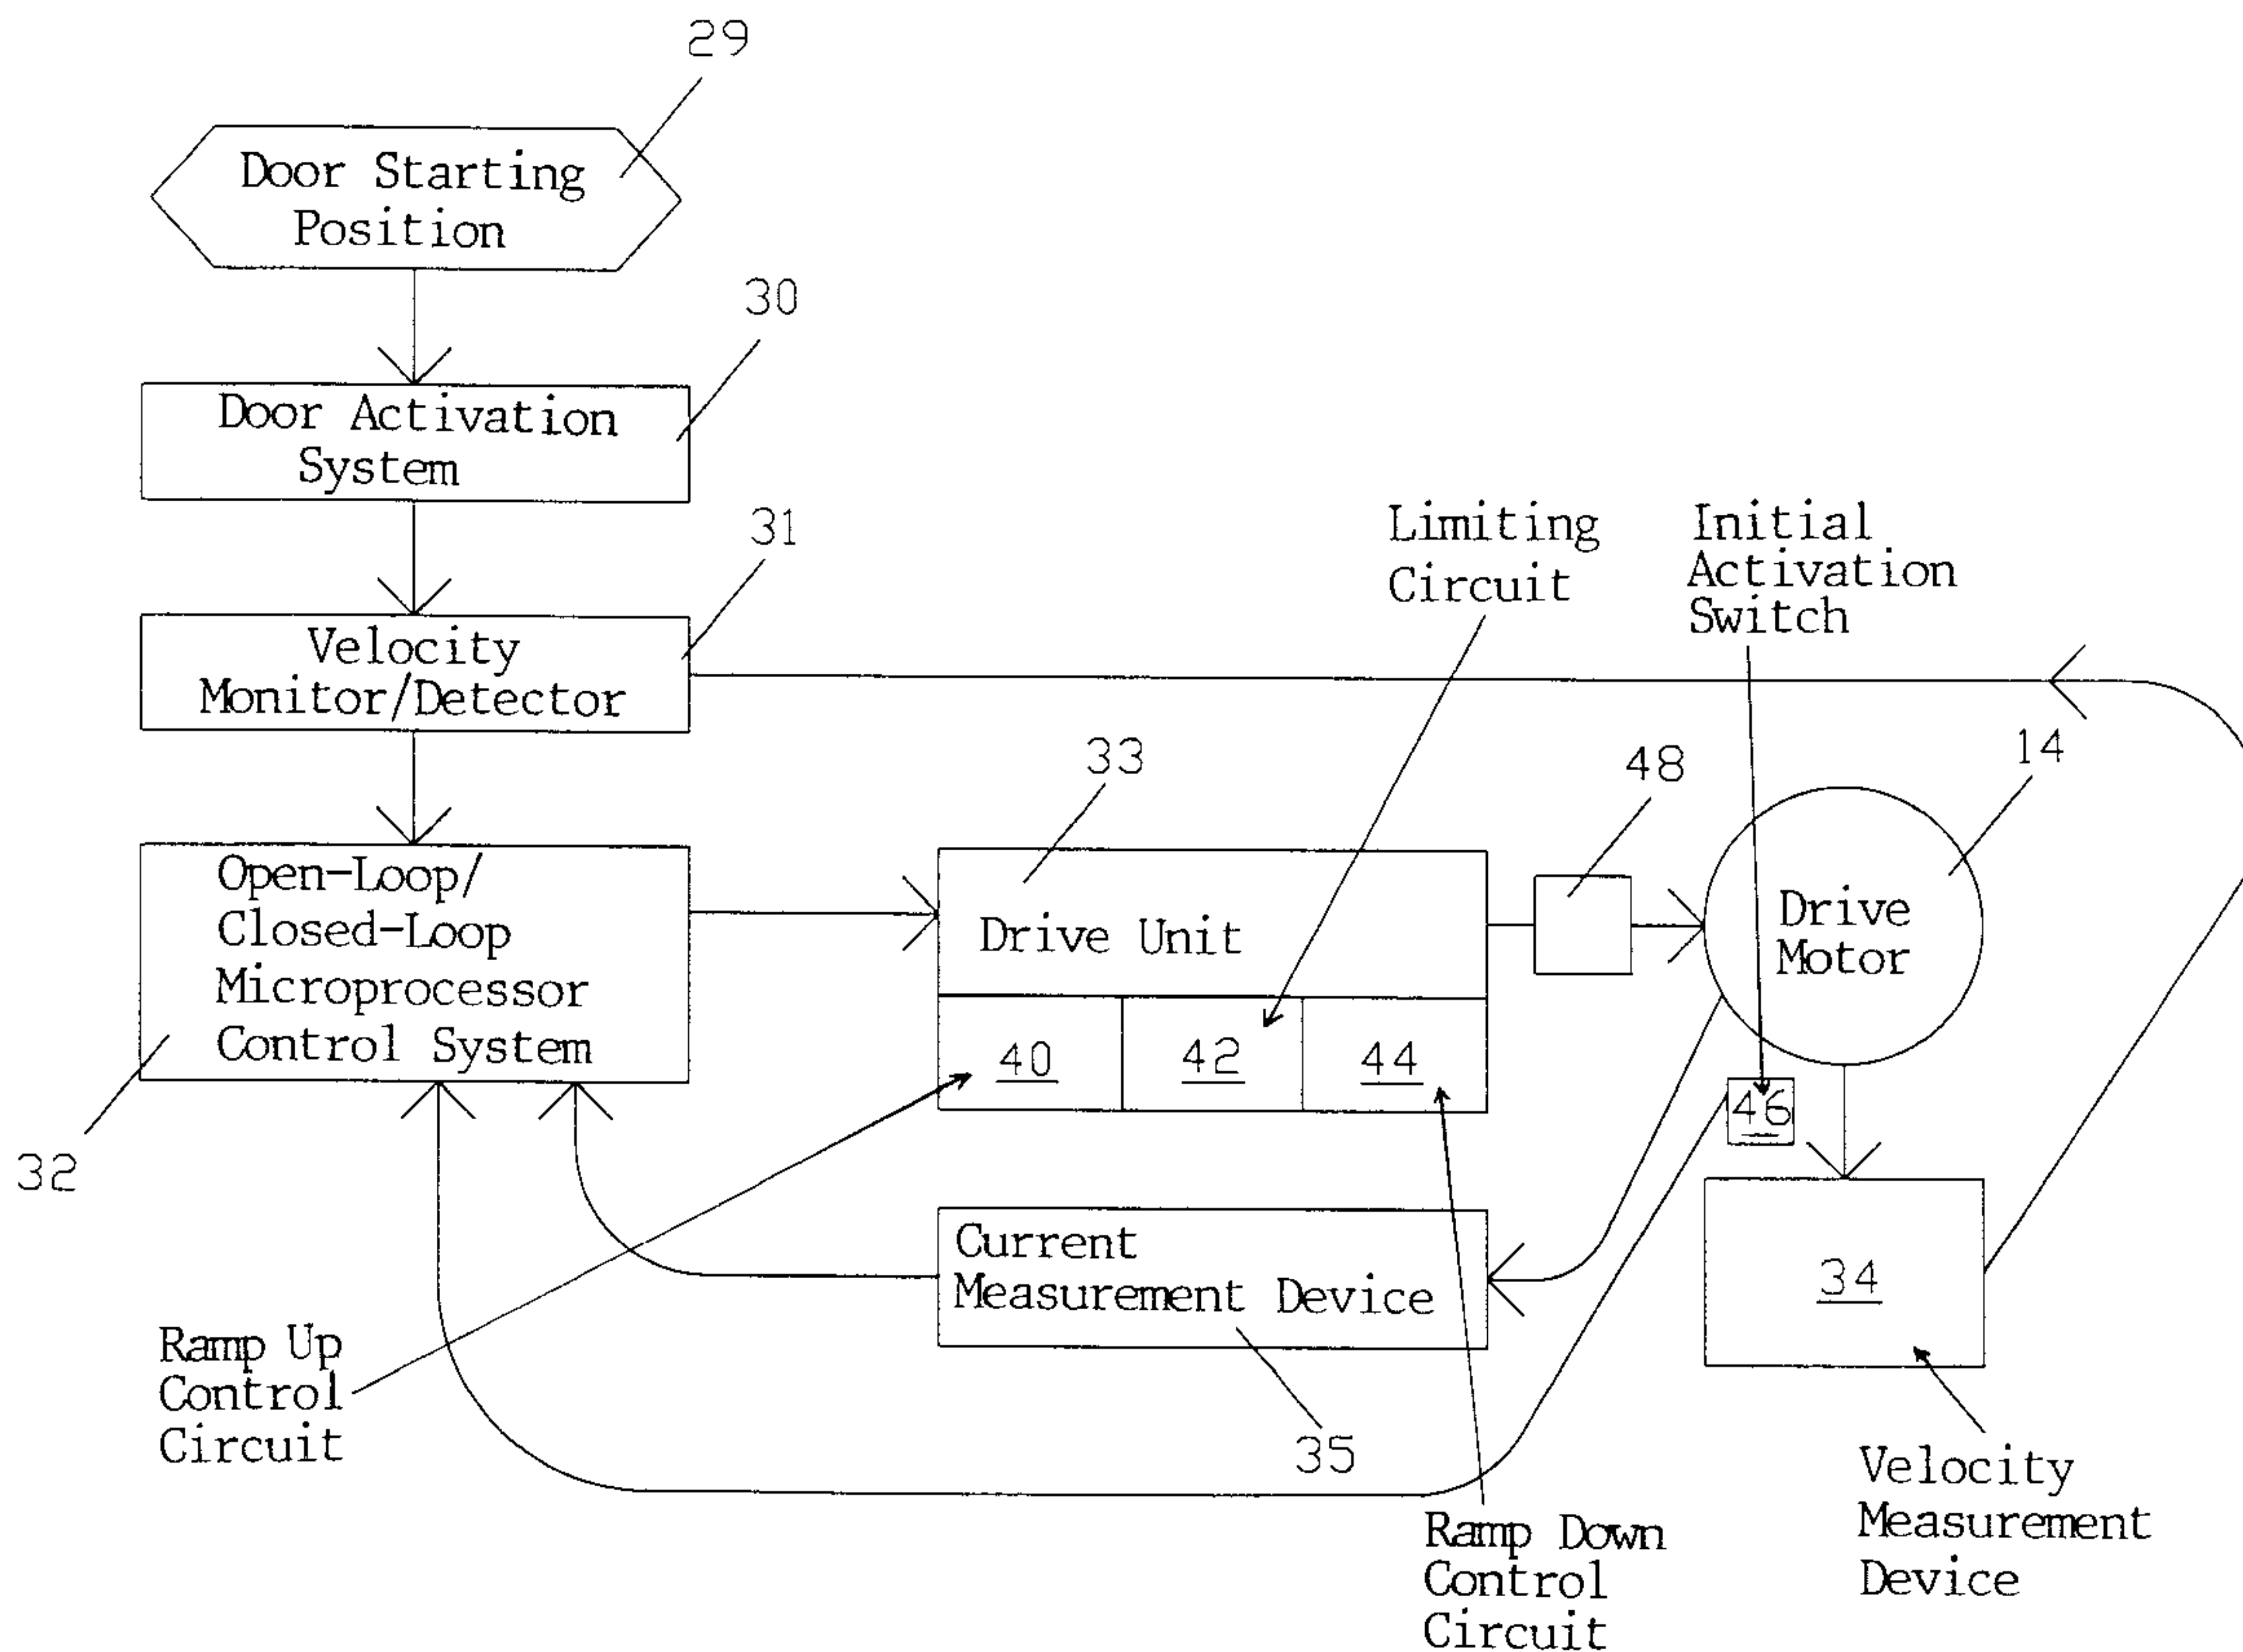 29
Door Starting
Position
30
Door Activation
System
31
Velocity
Monitor/Detector
Limiting
Circuit
Initial
Activation
Switch
33
48
14
Open-Loop/
Closed-Loop
Microprocessor
Control System
32
Drive Unit
40
42
44
Drive
Motor
46
34
Current
Measurement Device
35
Ramp Up
Control
Circuit
Ramp Down
Control
Circuit
Velocity
Measurement
Device